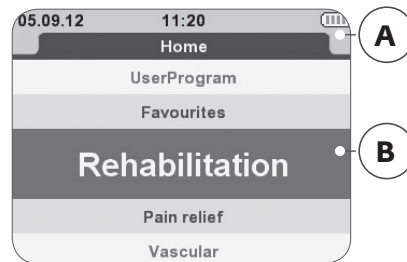 05.09.12 11:20
A
Home
UserProgram
Favourites
Rehabilitation
B
Pain relief
Vascular